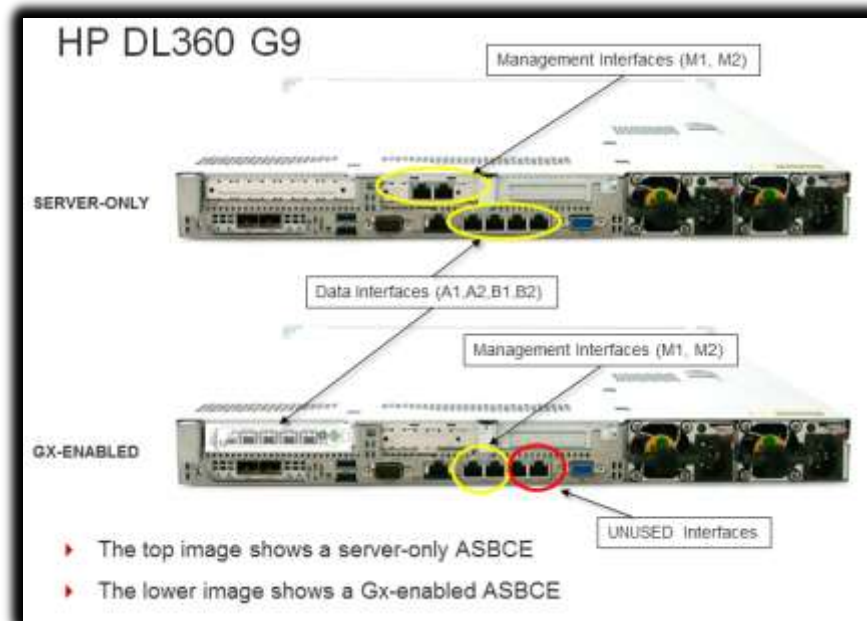 HP DL360 G9
Management Interfaces (M1, M2)
SERVER-ONLY
Data Interfaces (A1,A2,B1,B2)
Management Interfaces (M1, M2)
GX-ENABLED
UNUSED Interfaces
The top image shows a server-only ASBCE
The lower image shows a Gx-enabled ASBCE